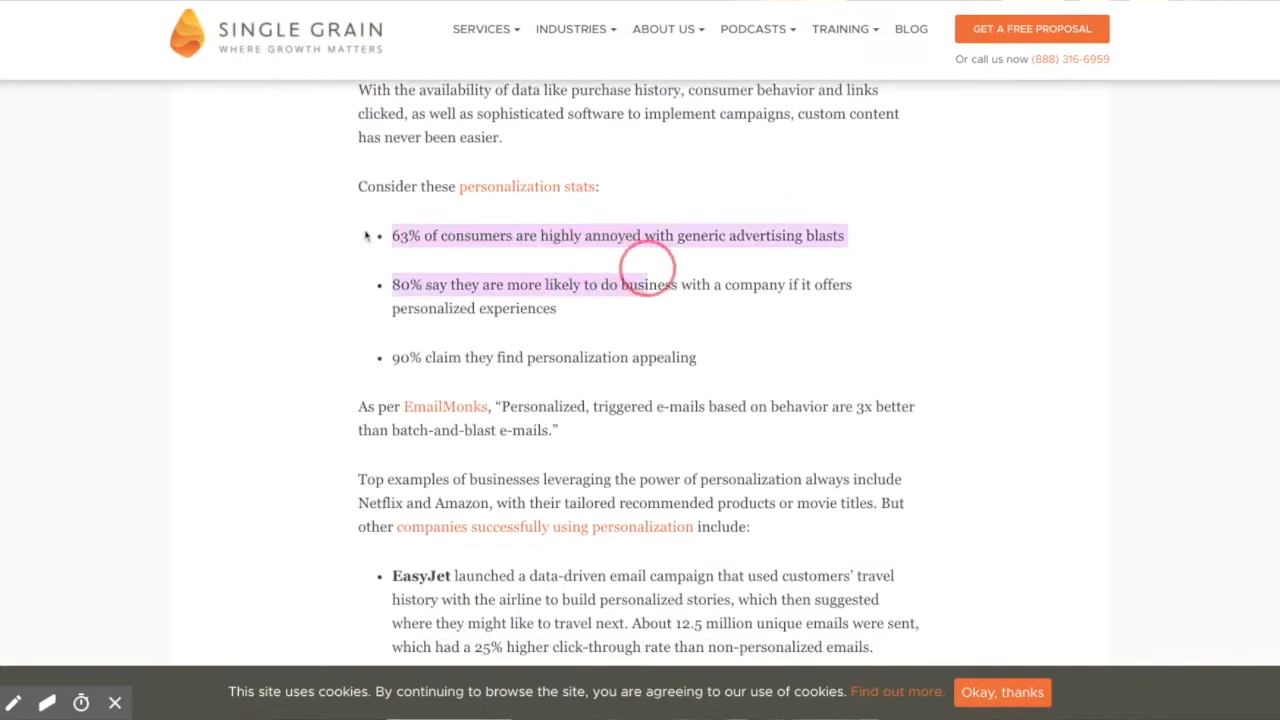 SINGLE GRAIN
WHERE GROWTH MATTERS
SERVICES INDUSTRIES ABOUT US PODCASTS TRAINING BLOG
GET A FREE PROPOSAL
Or call us now (888) 316-6959
With the availability of data like purchase history, consumer behavior and links
clicked, as well as sophisticated software to implement campaigns, custom content
has never been easier.
Consider these personalization stats:
• 63% of consumers are highly annoyed with generic advertising blasts
• 80% say they are more likely to do business with a company if it offers
personalized experiences
• 90% claim they find personalization appealing
As per EmailMonks, “Personalized, triggered e-mails based on behavior are 3x better
than batch-and-blast e-mails.”
Top examples of businesses leveraging the power of personalization always include
Netflix and Amazon, with their tailored recommended products or movie titles. But
other companies successfully using personalization include:
• EasyJet launched a data-driven email campaign that used customers’ travel
history with the airline to build personalized stories, which then suggested
where they might like to travel next. About 12.5 million unique emails were sent,
which had a 25% higher click-through rate than non-personalized emails.
This site uses cookies. By continuing to browse the site, you are agreeing to our use of cookies. Find out more.
Okay, thanks